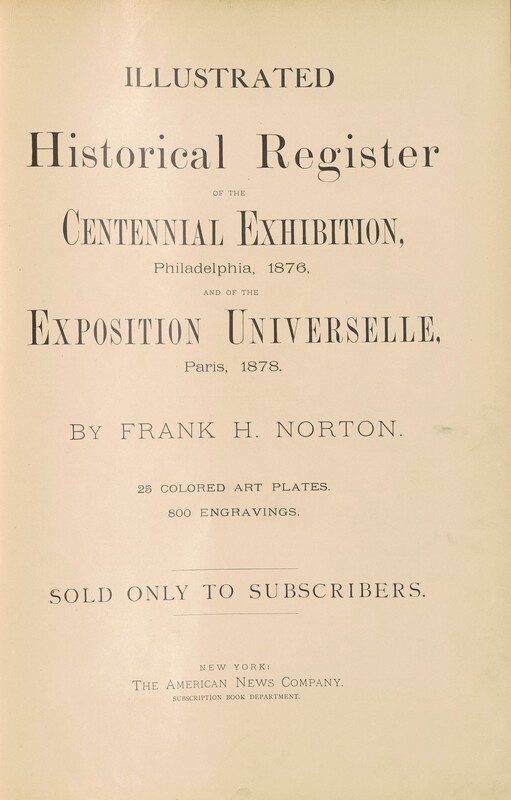 ILLUSTRATED
Historical Register
OF THE
CENTENNIAL EXHIBITION,
Philadelphia, 1876,
AND OF THE
EXPOSITION UNIVERSELLE,
Paris, 1878.
BY FRANK H. NORTON.
25 COLORED ART PLATES.
800 ENGRAVINGS.
SOLD ONLY TO SUBSCRIBERS.
NEW YORK:
THE AMERICAN NEWS COMPANY.
SUBSCRIPTION BOOK DEPARTMENT.